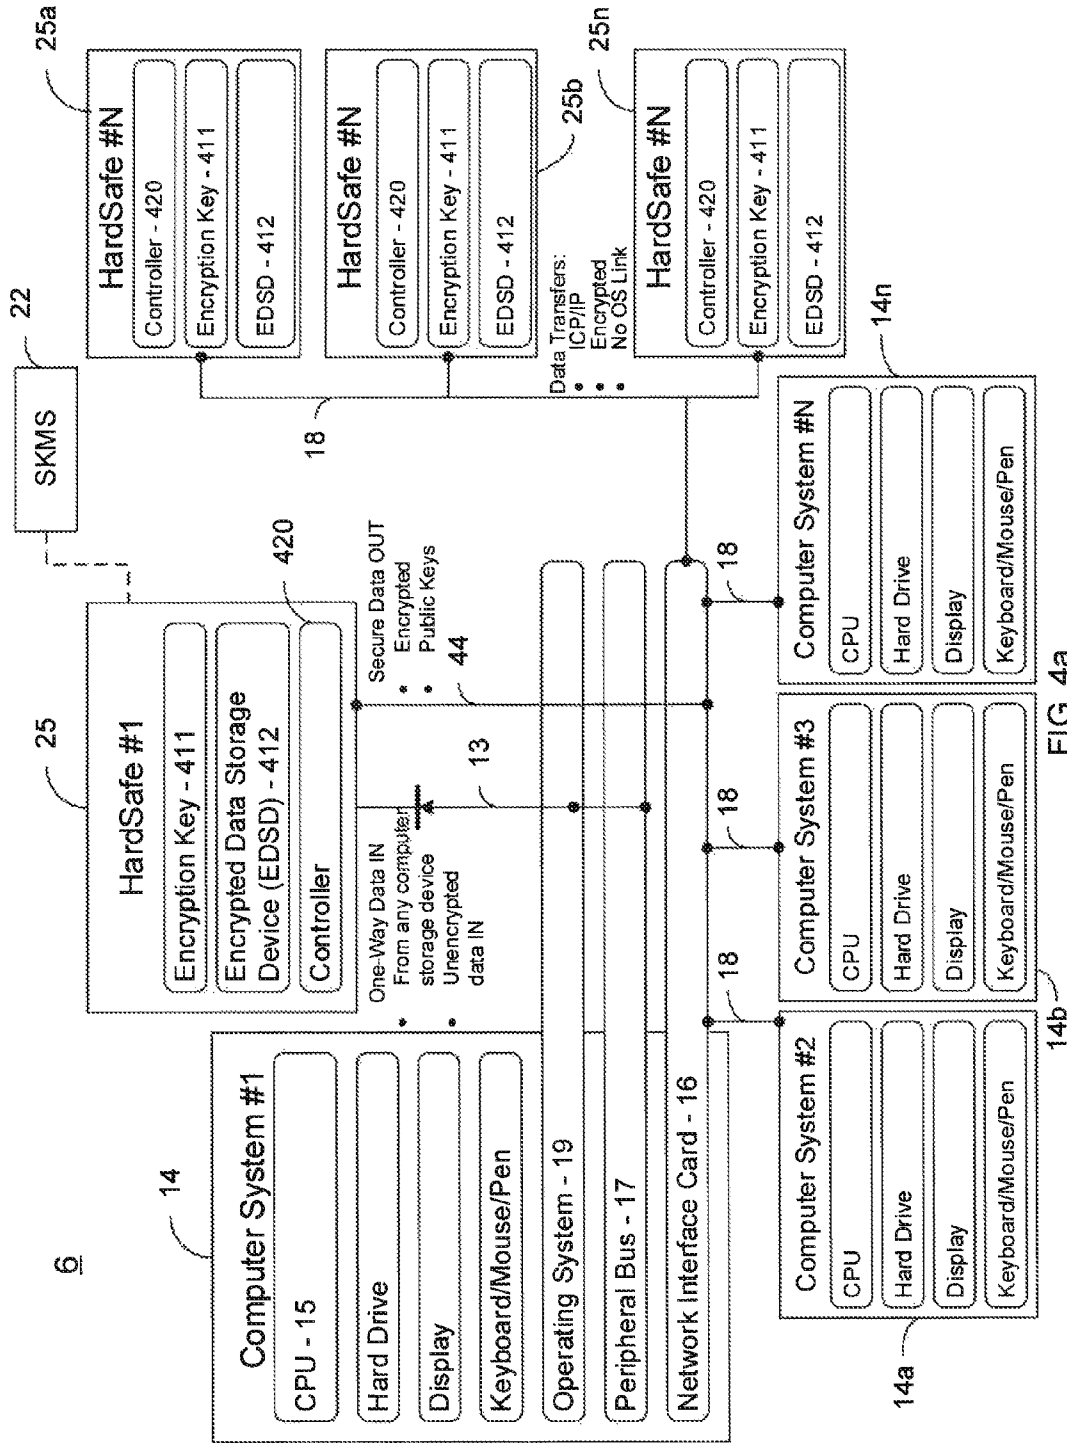 6
14
Computer System #1
CPU - 15
Hard Drive
Display
Keyboard/Mouse/Pen
Operating System - 19
Peripheral Bus - 17
Network Interface Card - 16
25
HardSafe #1
Encryption Key - 411
Encrypted Data Storage
Device (EDSD) - 412
Controller
420
22
SKMS
One-Way Data IN
• From any computer
storage device
• Unencrypted
data IN
13
Secure Data OUT
• Encrypted
• Public Keys
44
18
25a
HardSafe #N
Controller - 420
Encryption Key - 411
EDSD - 412
25b
HardSafe #N
Controller - 420
Encryption Key - 411
EDSD - 412
Data Transfers:
• ICP/IP
• Encrypted
• No OS Link
25n
HardSafe #N
Controller - 420
Encryption Key - 411
EDSD - 412
18
18
18
14a
Computer System #2
CPU
Hard Drive
Display
Keyboard/Mouse/Pen
14b
Computer System #3
CPU
Hard Drive
Display
Keyboard/Mouse/Pen
14n
Computer System #N
CPU
Hard Drive
Display
Keyboard/Mouse/Pen
FIG. 4a